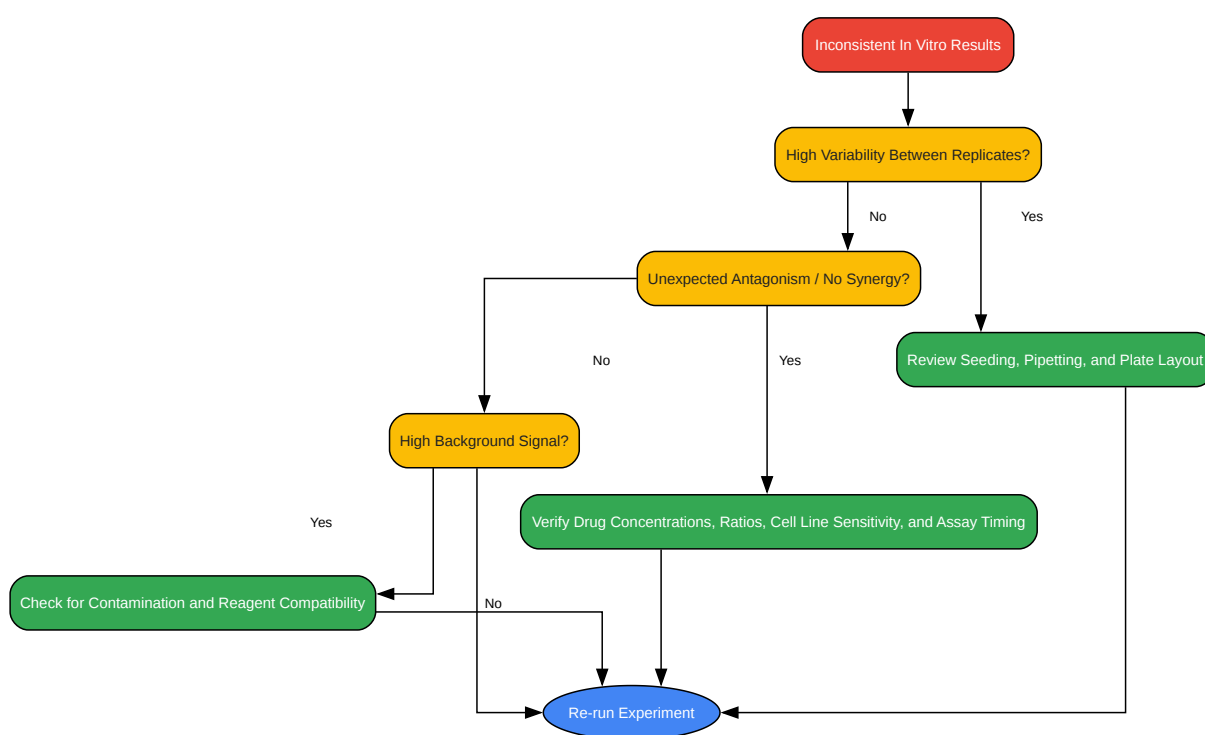 Inconsistent In Vitro Results
High Variability Between Replicates?
No
Yes
Unexpected Antagonism / No Synergy?
No
Yes
Review Seeding, Pipetting, and Plate Layout
High Background Signal?
Yes
Verify Drug Concentrations, Ratios, Cell Line Sensitivity, and Assay Timing
Check for Contamination and Reagent Compatibility
No
Re-run Experiment